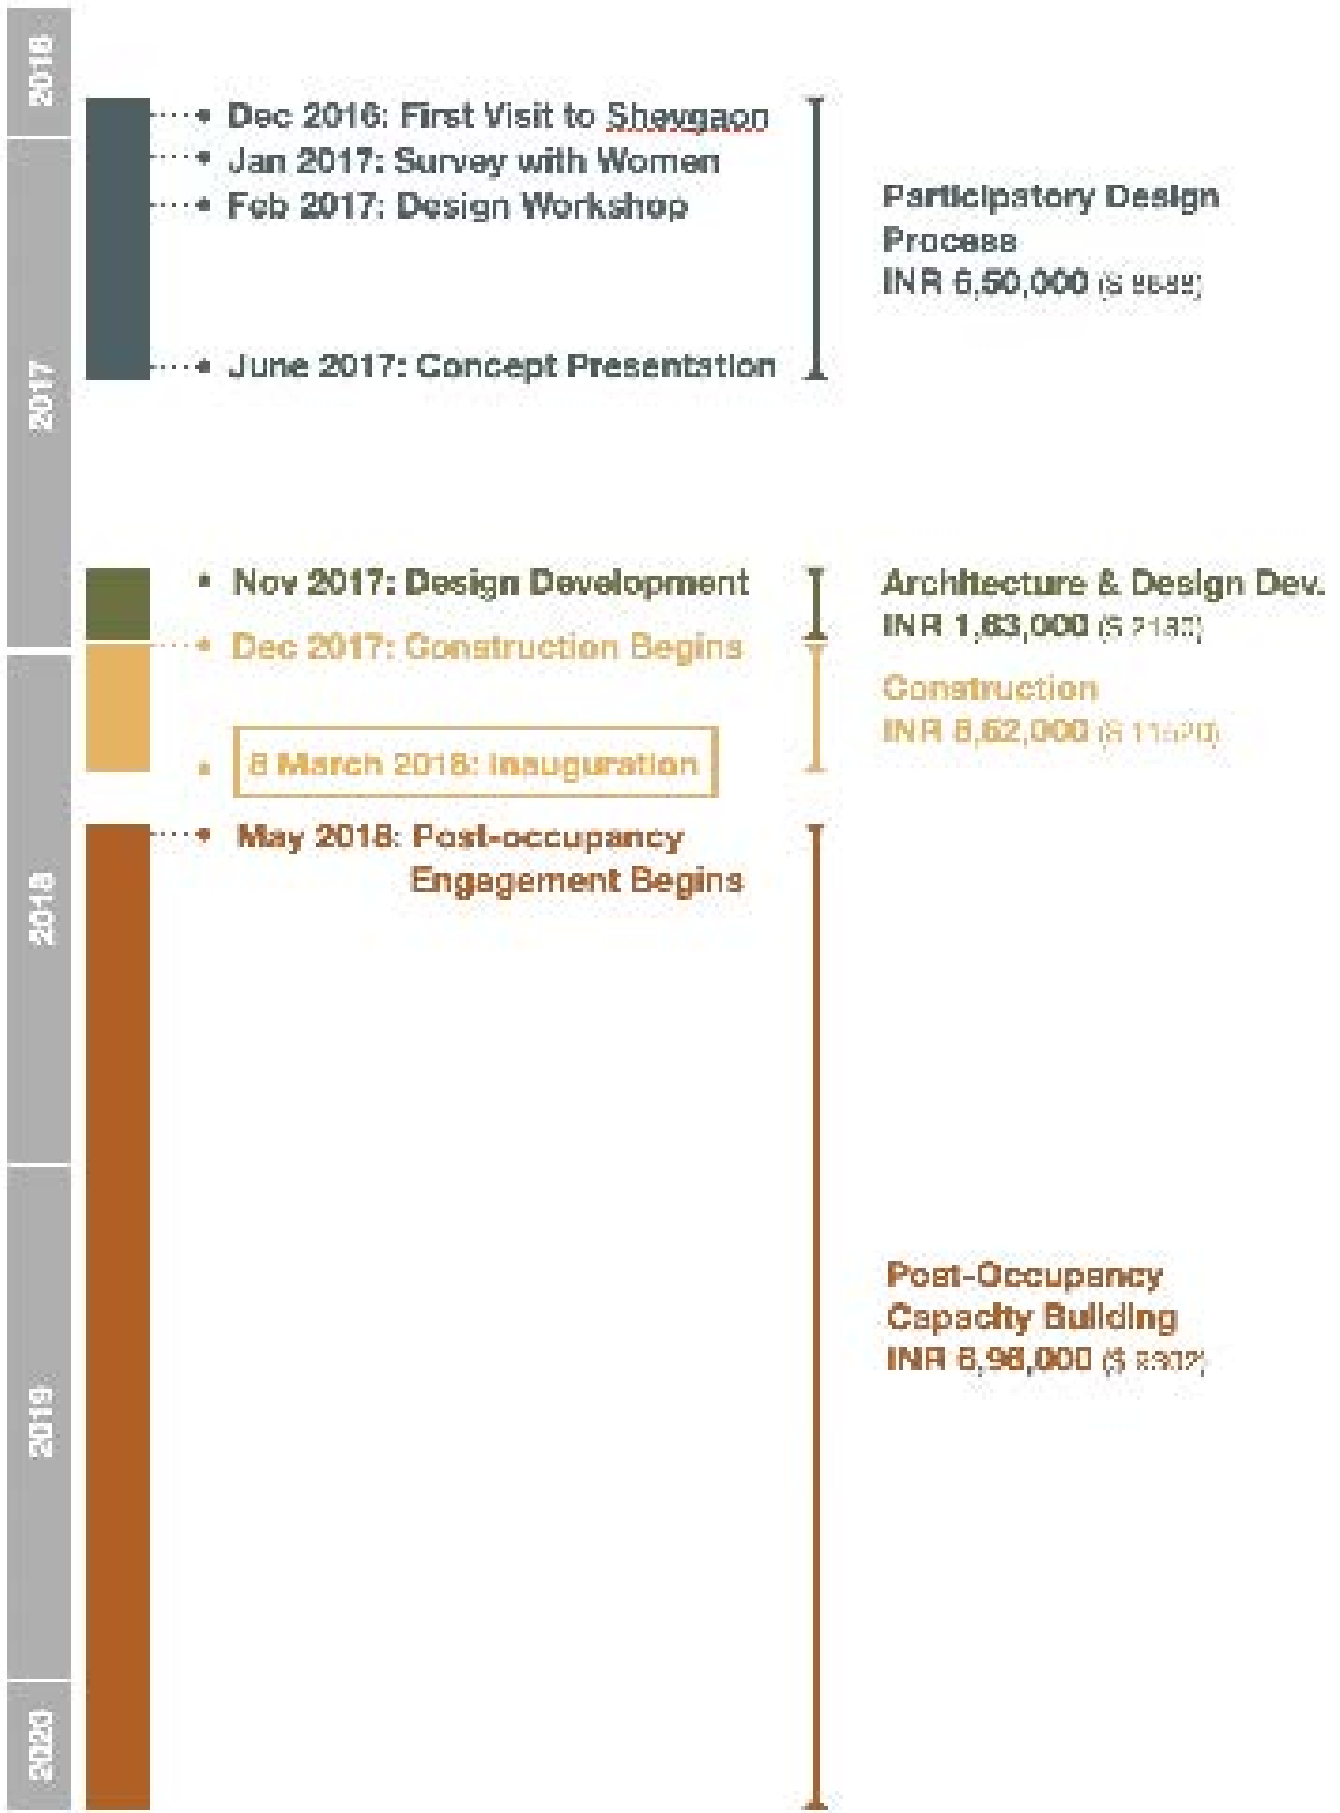 2016
Dec 2016: First Visit to Shevgaon
Jan 2017: Survey with Women
Feb 2017: Design Workshop
Participatory Design
Process
INR 6,50,000
June 2017: Concept Presentation
2017
Nov 2017: Design Development
Architecture & Design Dev.
INR 1,63,000
Dec 2017: Construction Begins
Construction
INR 8,62,000
8 March 2018: Inauguration
May 2018: Post-occupancy
Engagement Begins
2018
Post-Occupancy
Capacity Building
INR
2019
2020